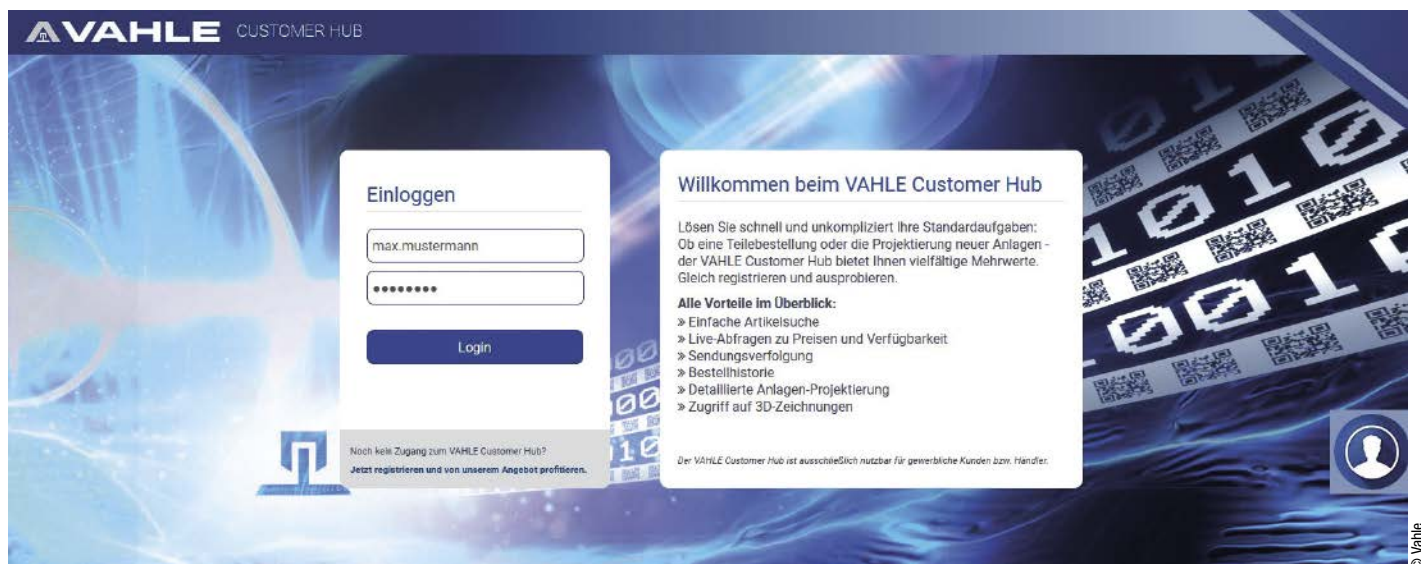 VAHLE CUSTOMER HUB
Einloggen
max.mustermann
Login
Noch kein Zugang zum VAHLE Customer Hub?
Jetzt registrieren und von unserem Angebot profitieren.
Willkommen beim VAHLE Customer Hub
Lösen Sie schnell und unkompliziert Ihre Standardaufgaben:
Ob eine Teilebestellung oder die Projektierung neuer Anlagen -
der VAHLE Customer Hub bietet Ihnen vielfältige Mehrwerte.
Gleich registrieren und ausprobieren.
Alle Vorteile im Überblick:
» Einfache Artikelsuche
» Live-Abfragen zu Preisen und Verfügbarkeit
» Sendungsverfolgung
» Bestellhistorie
» Detaillierte Anlagen-Projektierung
» Zugriff auf 3D-Zeichnungen
Der VAHLE Customer Hub ist ausschließlich nutzbar für gewerbliche Kunden bzw. Händler.
© Vahle